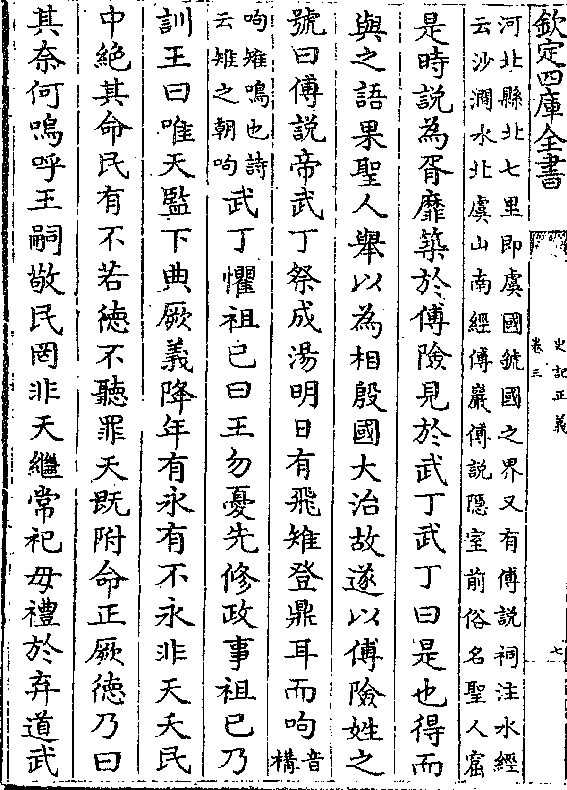 欽定四庫全書
史記正義
卷三
七
河北縣北七里即虞國虢國之界又有傅說祠注水經
云沙澗水北虞山南經傅巖傅說隠室前俗名聖人窟
是時說為胥靡築於傅險見於武丁武丁曰是也得而
與之語果聖人舉以為相殷國大治故遂以傅險姓之
號曰傅說帝武丁祭成湯明日有飛雉登鼎耳而呴音構
呴雉鳴也詩
云雉之朝呴
武丁懼祖已曰王勿憂先修政事祖已乃
訓王曰唯天監下典厥義降年有永有不永非天夭民
中絶其命民有不若徳不聽罪天既附命正厥徳乃曰
其奈何嗚呼王嗣敬民罔非天繼常祀毋禮於弃道武